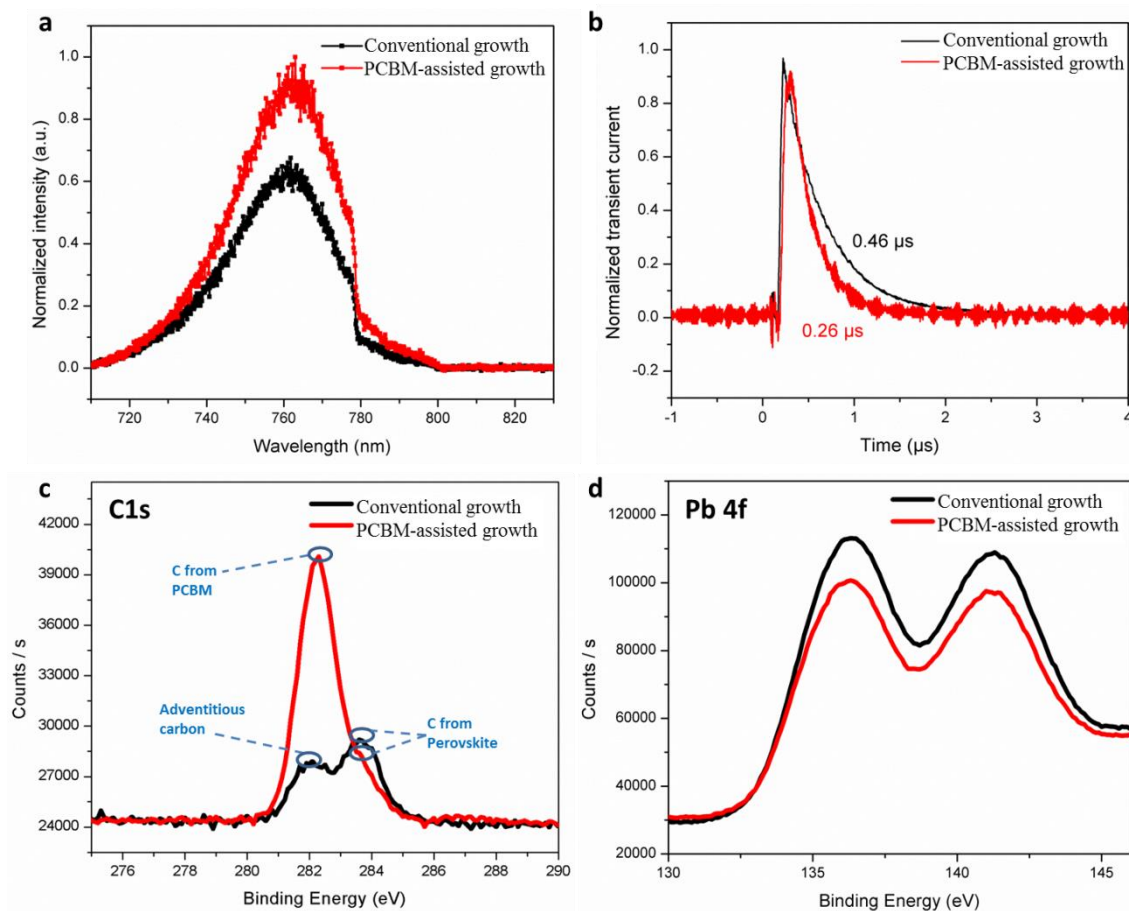 a
Conventional growth
PCBM-assisted growth
1.0
0.8
0.6
0.4
0.2
0.0
Normalized intensity (a.u.)
720 740 760 780 800 820
Wavelength (nm)
b
Conventional growth
PCBM-assisted growth
1.0
0.8
0.6
0.4
0.2
0.0
-0.2
Normalized transient current
0.46 µs
0.26 µs
-1 0 1 2 3 4
Time (µs)
c
C1s
Conventional growth
PCBM-assisted growth
42000
39000
36000
33000
30000
27000
24000
Counts / s
C from
PCBM
Adventitious
carbon
C from
Perovskite
276 278 280 282 284 286 288 290
Binding Energy (eV)
d
Pb 4f
Conventional growth
PCBM-assisted growth
120000
100000
80000
60000
40000
20000
Counts / s
130 135 140 145
Binding Energy (eV)